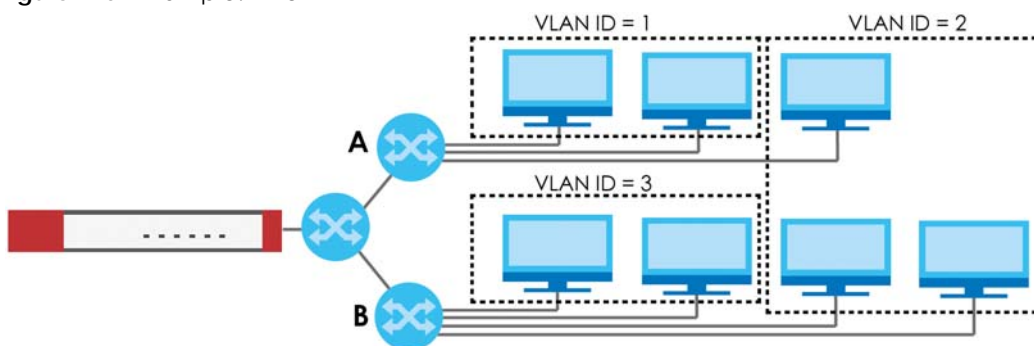 VLAN ID = 1
VLAN ID = 2
A
VLAN ID = 3
B